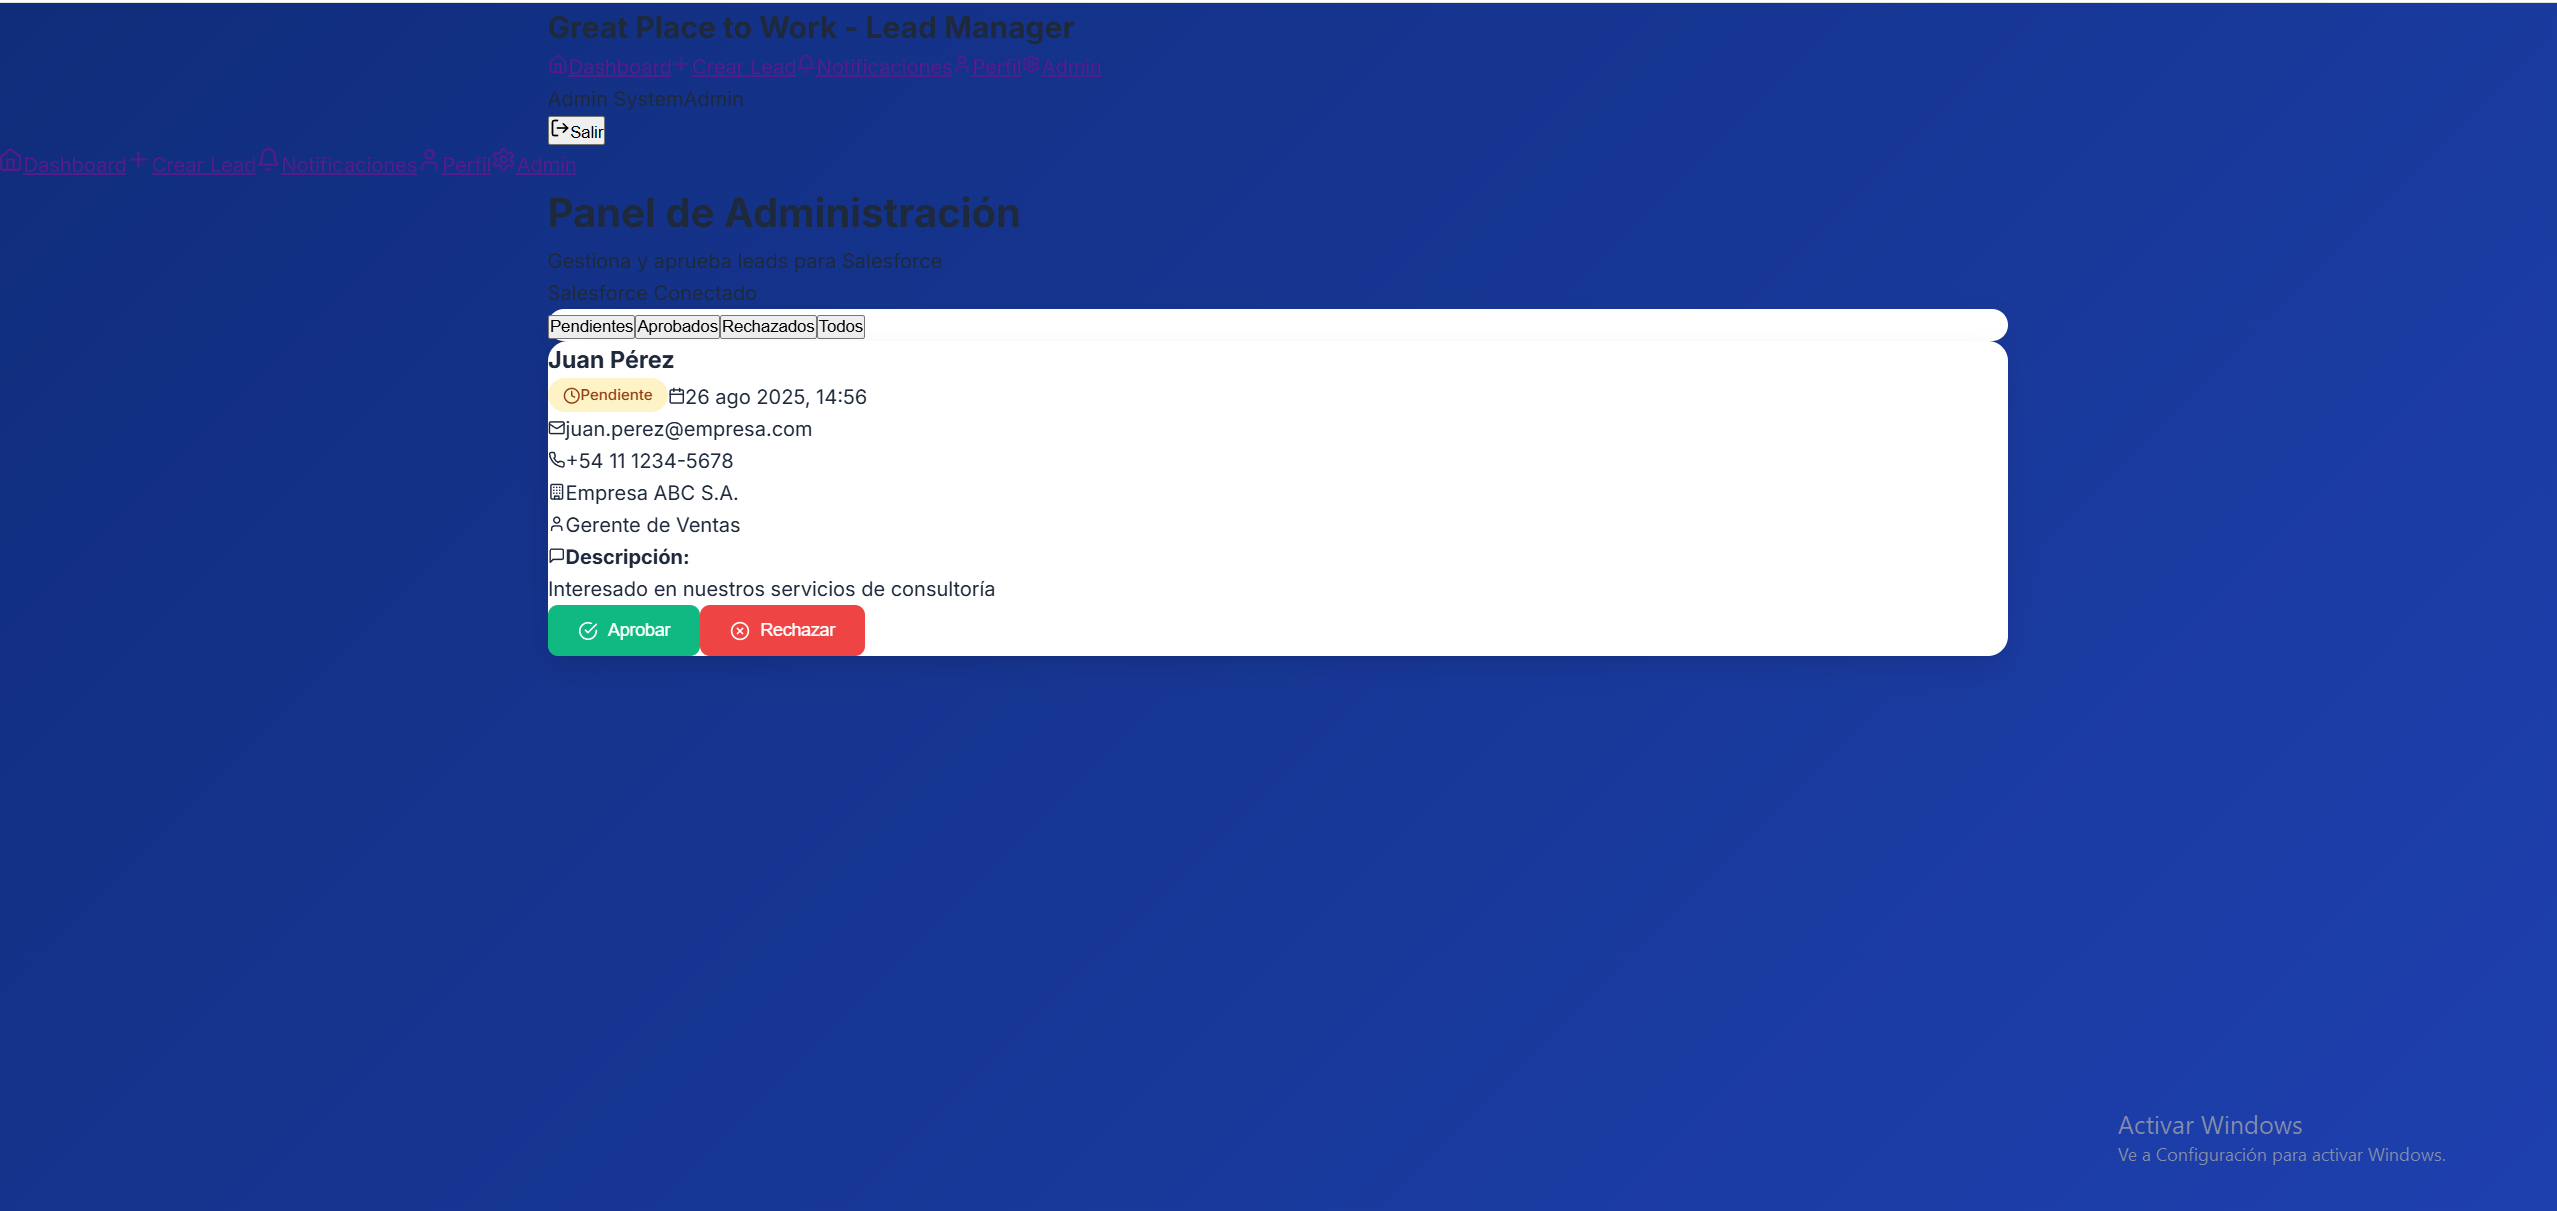 Great Place to Work - Lead Manager
Dashboard Crear Lead Notificaciones Perfil Admin
Admin SystemAdmin
Salir
Dashboard Crear Lead Notificaciones Perfil Admin
Panel de Administración
Gestiona y aprueba leads para Salesforce
Salesforce Conectado
Pendientes Aprobados Rechazados Todos
Juan Pérez
Pendiente 26 ago 2025, 14:56
juan.perez@empresa.com
+54 11 1234-5678
Empresa ABC S.A.
Gerente de Ventas
Descripción:
Interesado en nuestros servicios de consultoría
Aprobar Rechazar
Activar Windows
Ve a Configuración para activar Windows.